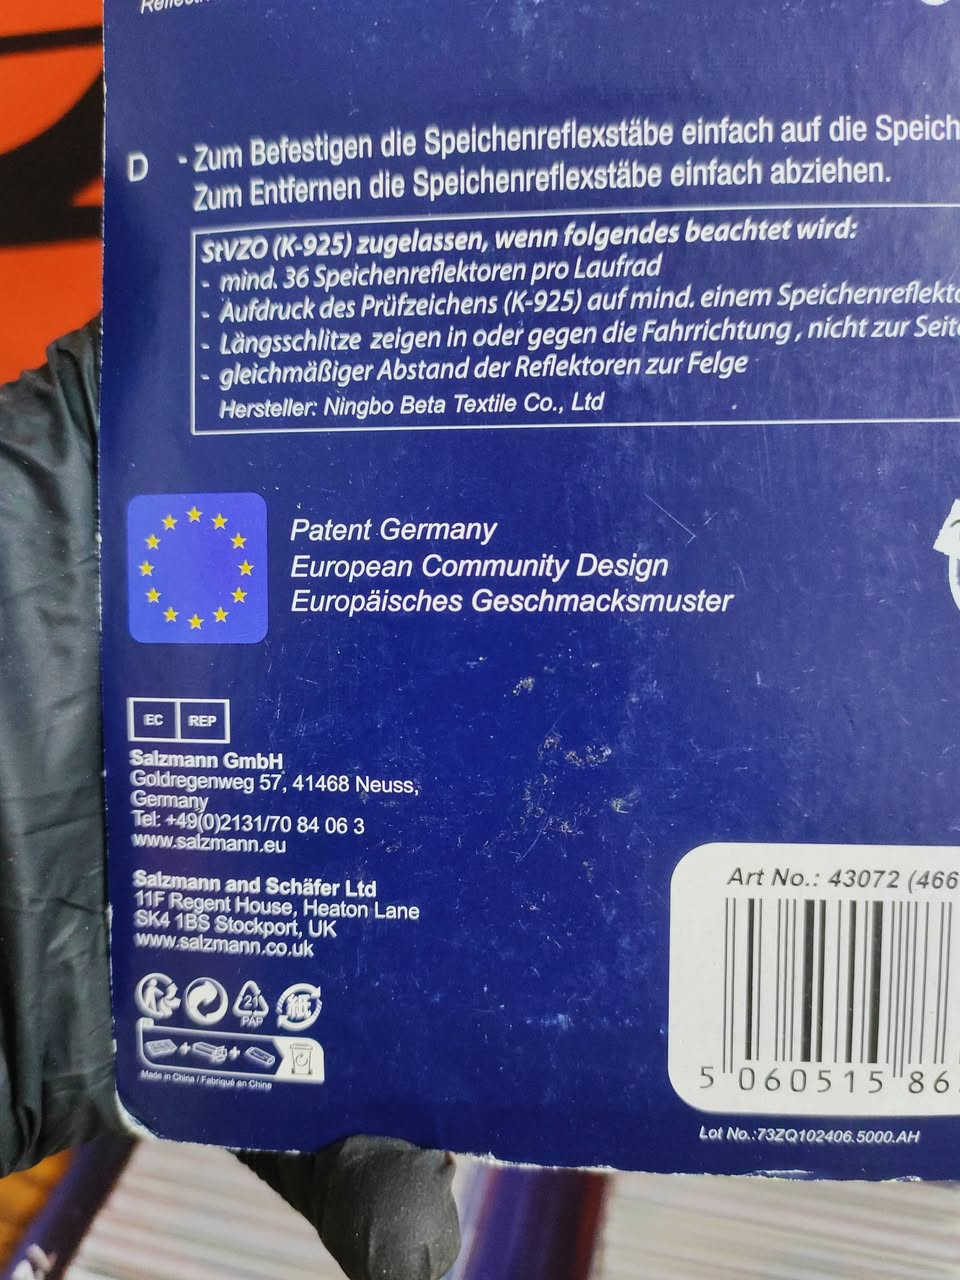 D - Zum Befestigen die Speichenreflexstäbe einfach auf die Speich
Zum Entfernen die Speichenreflexstäbe einfach abziehen.
StVZO (K-925) zugelassen, wenn folgendes beachtet wird:
- mind. 36 Speichenreflektoren pro Laufrad
- Aufdruck des Prüfzeichens (K-925) auf mind. einem Speichenreflekto
- Längsschlitze zeigen in oder gegen die Fahrrichtung, nicht zur Seite
- gleichmäßiger Abstand der Reflektoren zur Felge
Hersteller: Ningbo Beta Textile Co., Ltd
Patent Germany
European Community Design
Europäisches Geschmacksmuster
EC REP
Salzmann GmbH
Goldregenweg 57, 41468 Neuss,
Germany
Tel: +49(0)2131/70 84 06 3
www.salzmann.eu
Salzmann and Schäfer Ltd
11F Regent House, Heaton Lane
SK4 1BS Stockport, UK
www.salzmann.co.uk
21
PAP
紙
Made in China / Fabriqué en Chine
Art No.: 43072 (466
5 060515 86
Lot No.:73ZQ102406.5000.AH